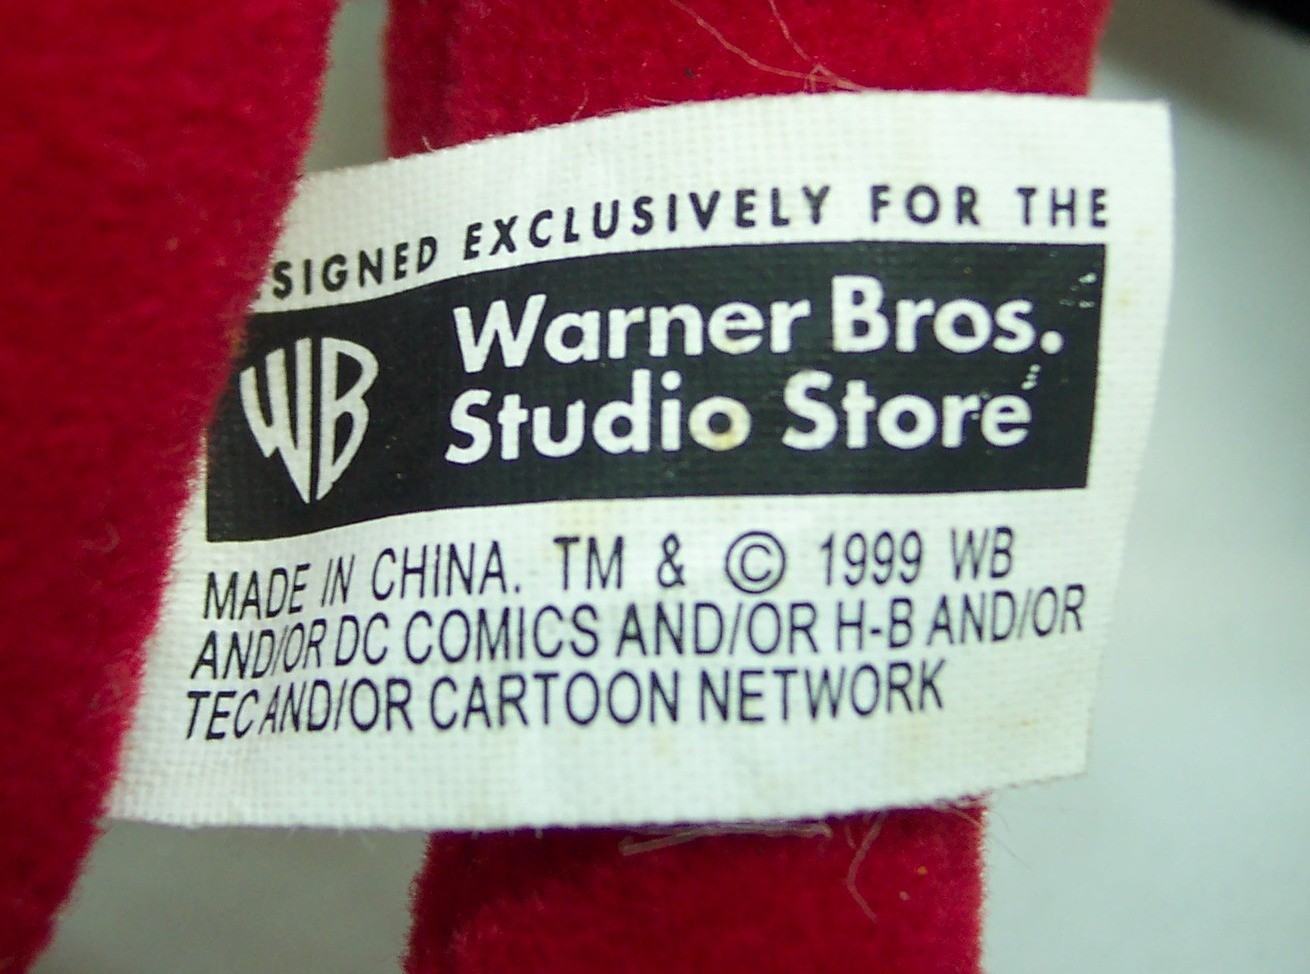 SIGNED EXCLUSIVELY FOR THE
WB
Warner Bros.
Studio Store
MADE IN CHINA. TM & © 1999 WB
AND/OR DC COMICS AND/OR H-B AND/OR
TEC AND/OR CARTOON NETWORK